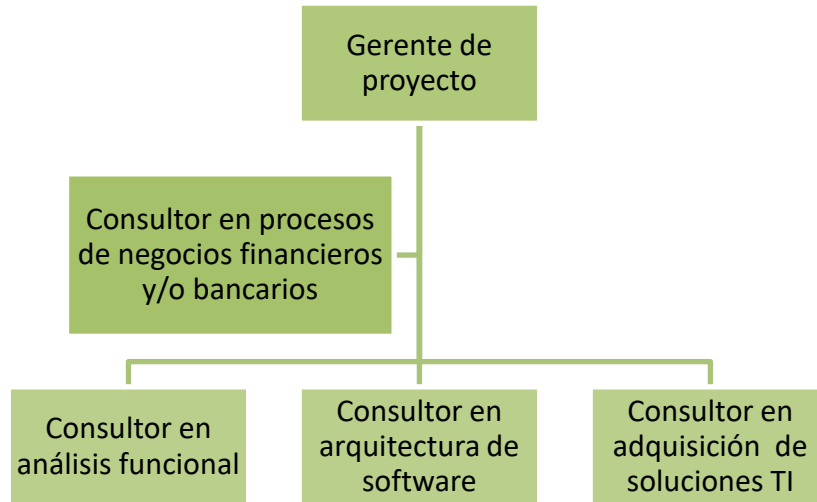 Gerente de
proyecto
Consultor en procesos
de negocios financieros
y/o bancarios
Consultor en
análisis funcional
Consultor en
arquitectura de
software
Consultor en
adquisición de
soluciones TI